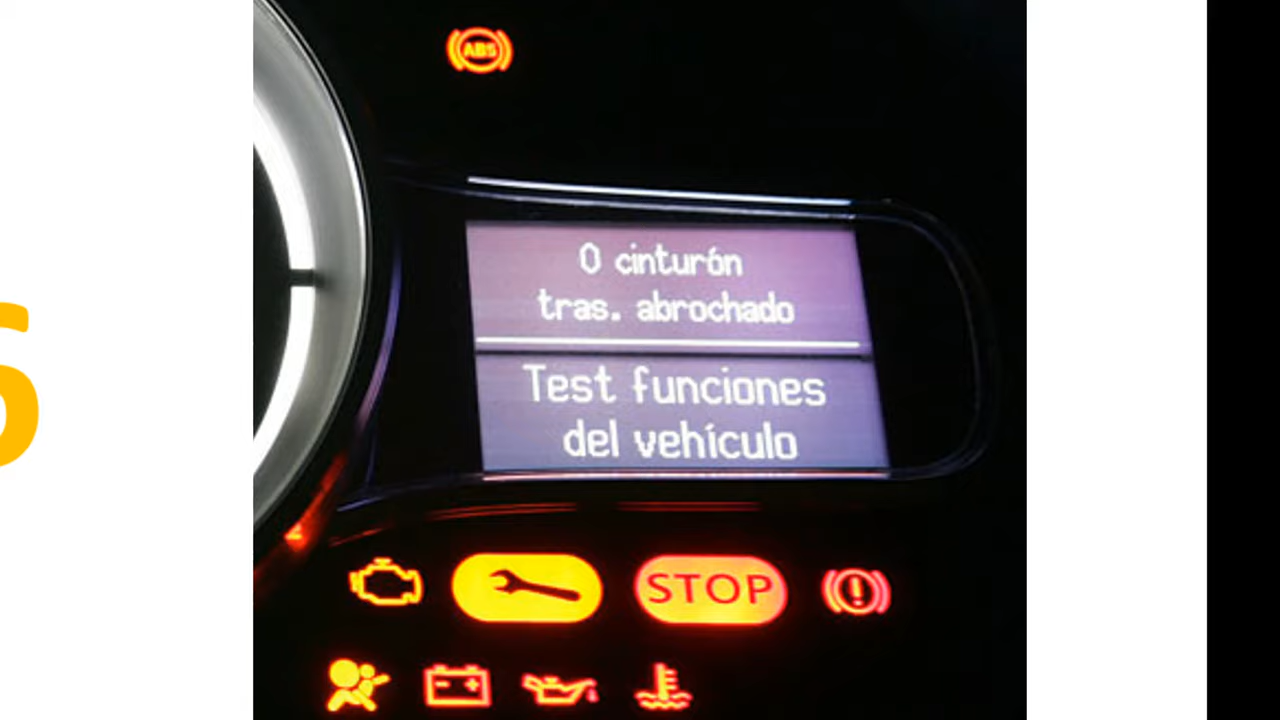 ABS
0 cinturón
tras. abrochado
Test funciones
del vehículo
STOP